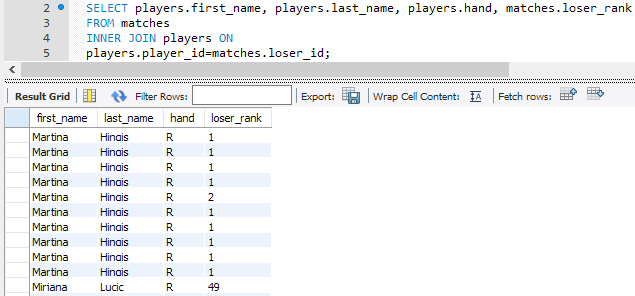 2 SELECT players.first_name, players.last_name, players.hand, matches.loser_rank
3 FROM matches
4 INNER JOIN players ON
5 players.player_id=matches.loser_id;
Result Grid Filter Rows: Export: Wrap Cell Content: IA Fetch rows:
first_name last_name hand loser_rank
Martina Hingis R 1
Martina Hingis R 1
Martina Hingis R 1
Martina Hingis R 1
Martina Hingis R 2
Martina Hingis R 1
Martina Hingis R 1
Martina Hingis R 1
Martina Hingis R 1
Martina Hingis R 1
Mirjana Lucic R 49